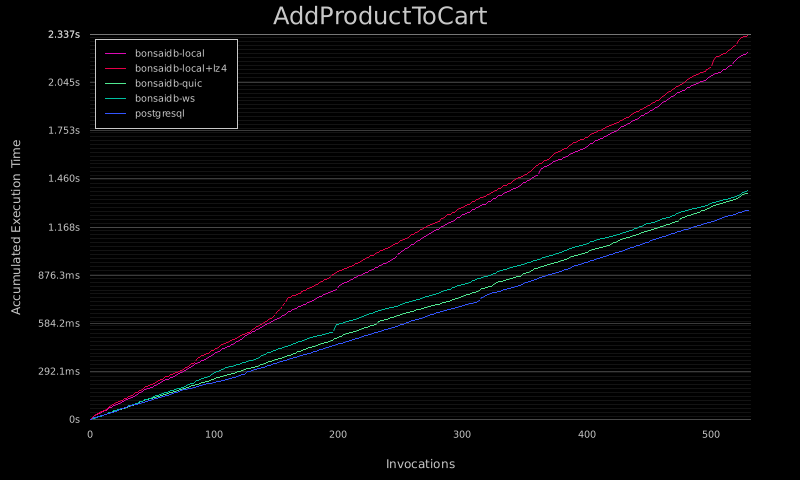 AddProductToCart
2.337s
2.045s
1.753s
1.460s
1.168s
876.3ms
584.2ms
292.1ms
0s
Accumulated Execution Time
bonsaidb-local
bonsaidb-local+lz4
bonsaidb-quic
bonsaidb-ws
postgresql
0 100 200 300 400 500
Invocations